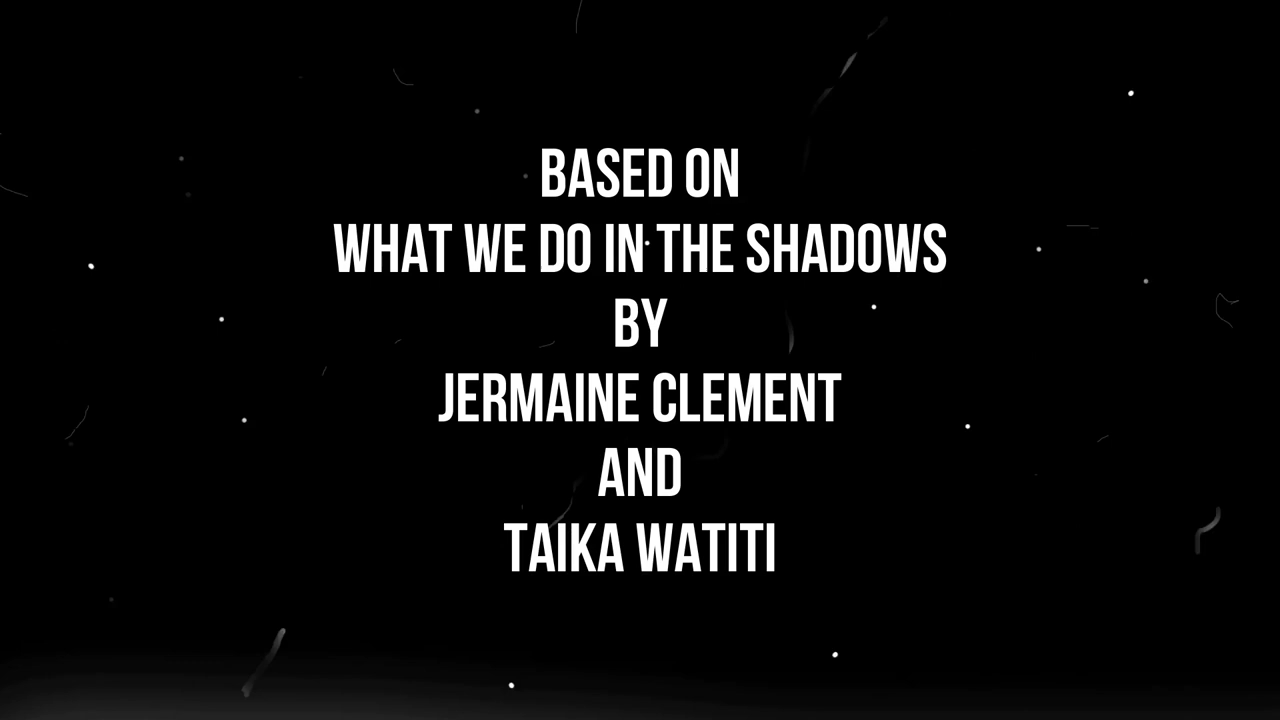 BASED ON
WHAT WE DO IN THE SHADOWS
BY
JERMAINE CLEMENT
AND
TAIKA WATITI